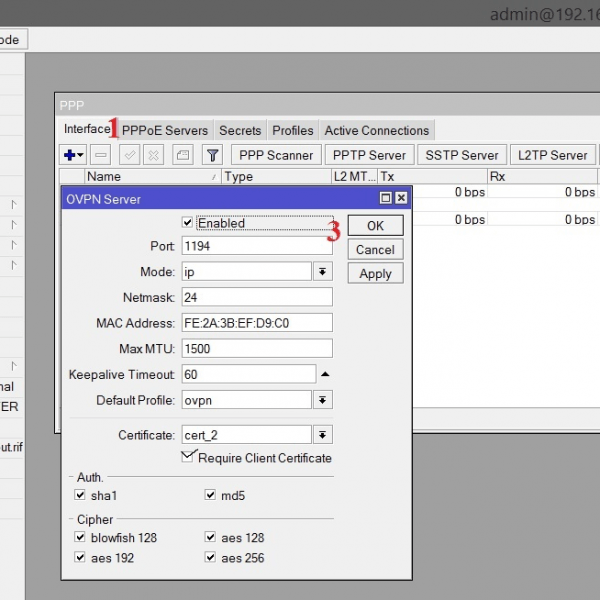 admin@192.16
ode
PPP
Interface 1 PPPoE Servers Secrets Profiles Active Connections
PPP Scanner PPTP Server SSTP Server L2TP Server
Name / Type L2 MT... Tx Rx
0 bps 0 bps
0 bps 0 bps
OVPN Server
Enabled
3
OK
Port: 1194
Cancel
Mode: ip
Apply
Netmask: 24
MAC Address: FE:2A:3B:EF:D9:C0
Max MTU: 1500
Keepalive Timeout: 60
Default Profile: ovpn
Certificate: cert_2
Require Client Certificate
Auth.
sha1 md5
Cipher
blowfish 128 aes 128
aes 192 aes 256
nal
ER
ut.rif